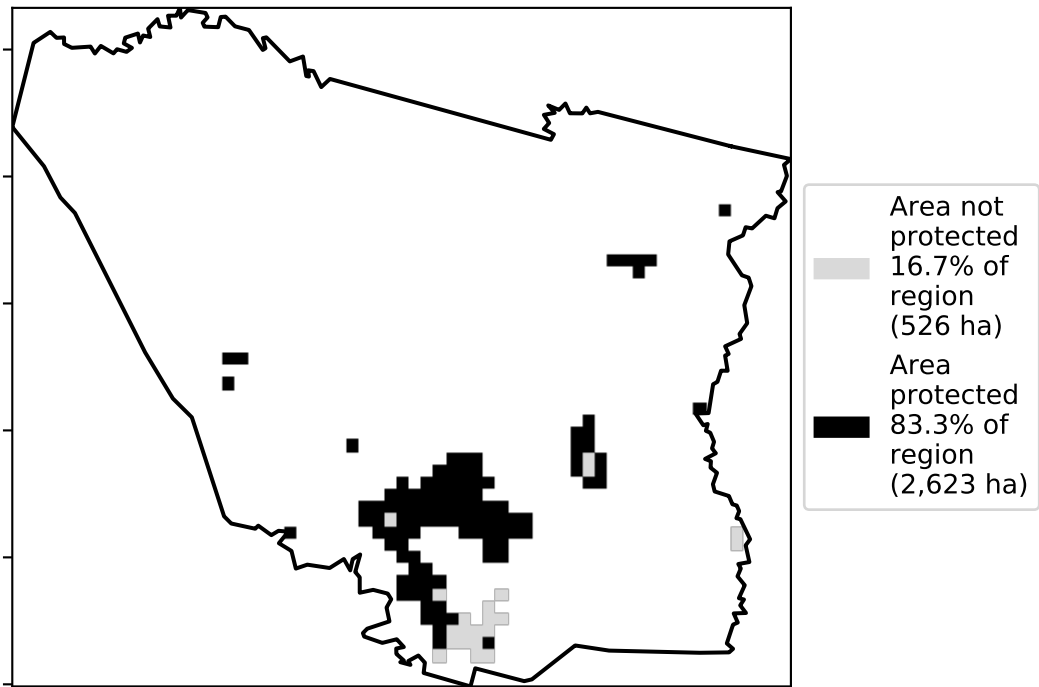 Area not
protected
16.7% of
region
(526 ha)
Area
protected
83.3% of
region
(2,623 ha)